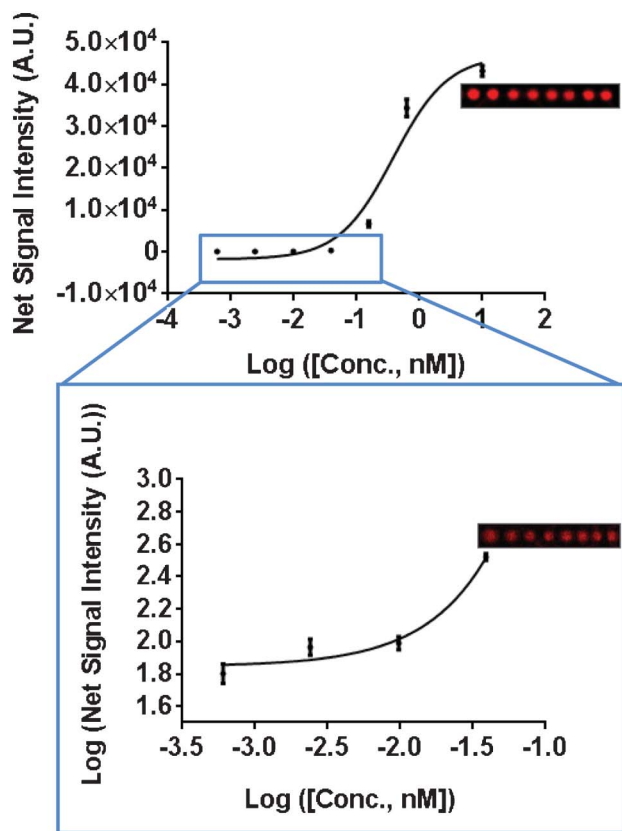 Net Signal Intensity (A.U.)
5.0×10⁴
4.0×10⁴
3.0×10⁴
2.0×10⁴
1.0×10⁴
0
-1.0×10⁴
-4 -3 -2 -1 0 1 2
Log ([Conc., nM])
Log (Net Signal Intensity (A.U.))
3.0
2.8
2.6
2.4
2.2
2.0
1.8
1.6
-3.5 -3.0 -2.5 -2.0 -1.5 -1.0
Log ([Conc., nM])